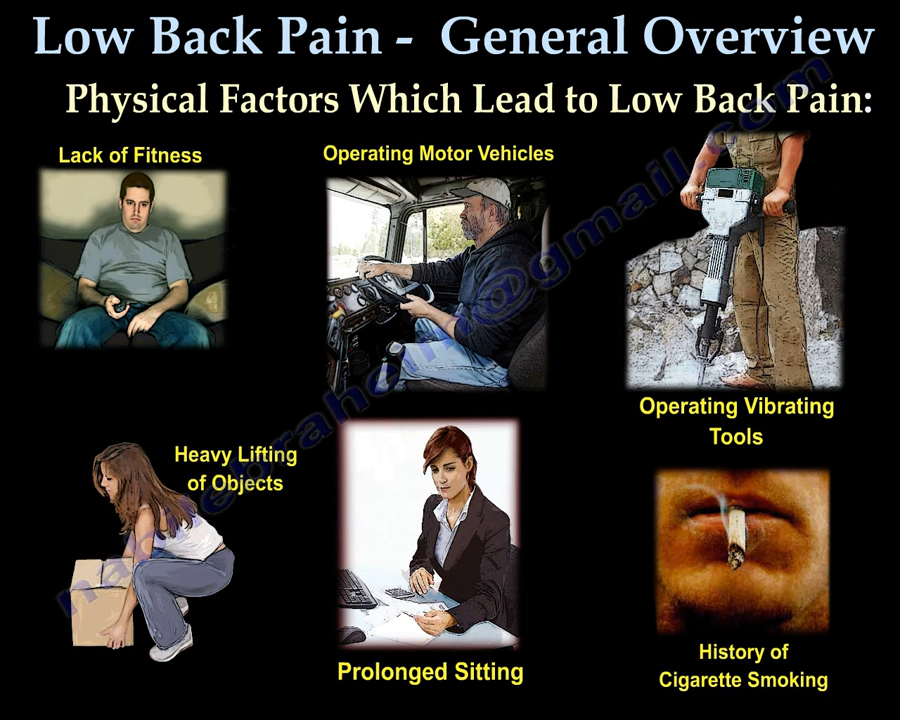 Low Back Pain - General Overview
Physical Factors Which Lead to Low Back Pain:
Lack of Fitness
Operating Motor Vehicles
Operating Vibrating
Tools
Heavy Lifting
of Objects
Prolonged Sitting
History of
Cigarette Smoking